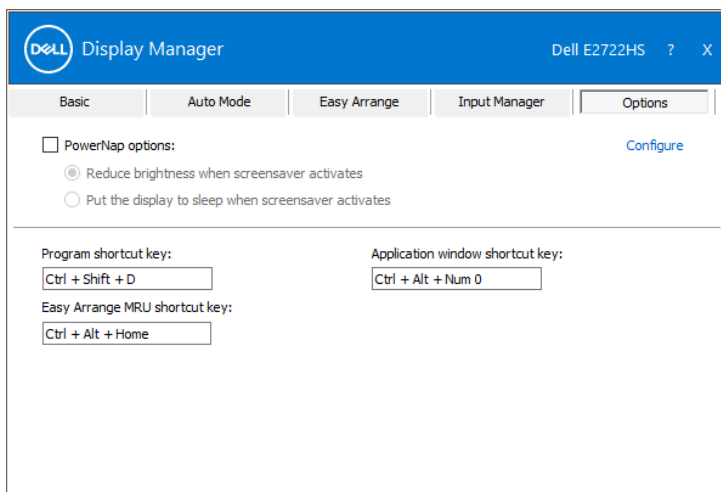 DELL Display Manager Dell E2722HS ? X
Basic Auto Mode Easy Arrange Input Manager Options
PowerNap options: Configure
Reduce brightness when screensaver activates
Put the display to sleep when screensaver activates
Program shortcut key: Application window shortcut key:
Ctrl + Shift + D Ctrl + Alt + Num 0
Easy Arrange MRU shortcut key:
Ctrl + Alt + Home